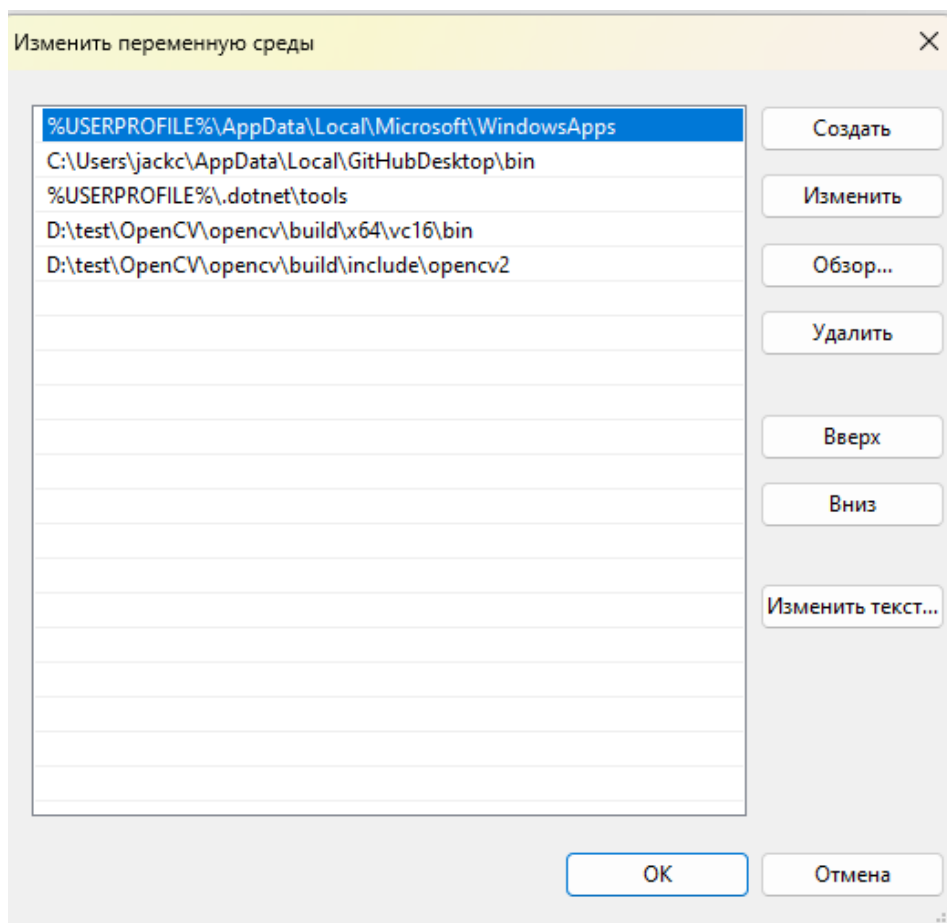 Изменить переменную среды
%USERPROFILE%\AppData\Local\Microsoft\WindowsApps
C:\Users\jackc\AppData\Local\GitHubDesktop\bin
%USERPROFILE%\.dotnet\tools
D:\test\OpenCV\opencv\build\x64\vc16\bin
D:\test\OpenCV\opencv\build\include\opencv2
Создать
Изменить
Обзор...
Удалить
Вверх
Вниз
Изменить текст...
ОК
Отмена